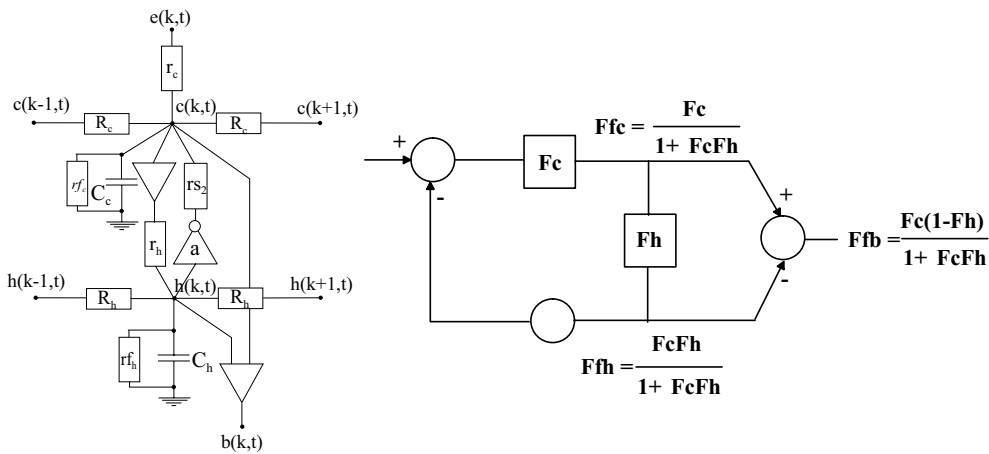 e(k,t)
r_c
c(k-1,t)
c(k,t)
c(k+1,t)
R_c
R_c
rf_c
C_c
rs_2
r_h
a
h(k-1,t)
h(k,t)
h(k+1,t)
R_h
R_h
rf_h
C_h
b(k,t)
+
-
Fc
Ffc = Fc
1+ FcFh
Fh
+
-
Ffb = Fc(1-Fh)
1+ FcFh
Ffh = FcFh
1+ FcFh